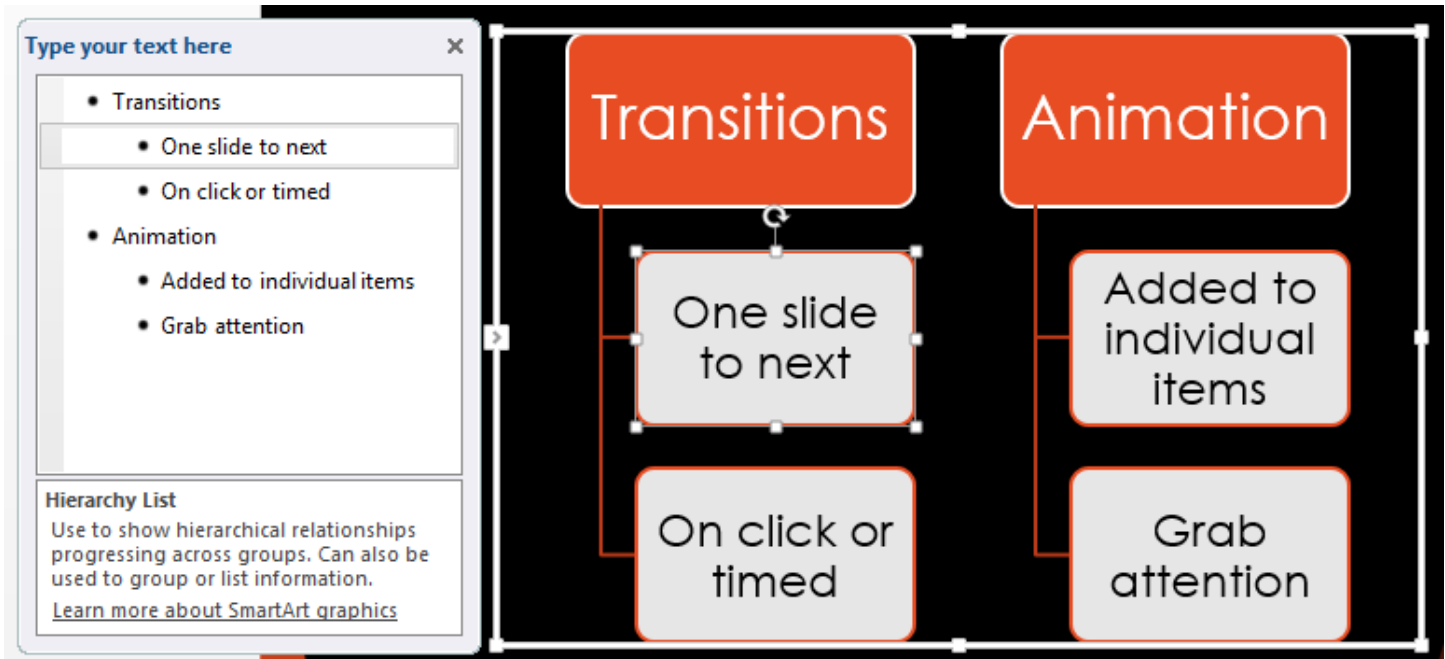 Type your text here
• Transitions
• One slide to next
• On click or timed
• Animation
• Added to individual items
• Grab attention
Hierarchy List
Use to show hierarchical relationships
progressing across groups. Can also be
used to group or list information.
Learn more about SmartArt graphics
Transitions
One slide
to next
On click or
timed
Animation
Added to
individual
items
Grab
attention